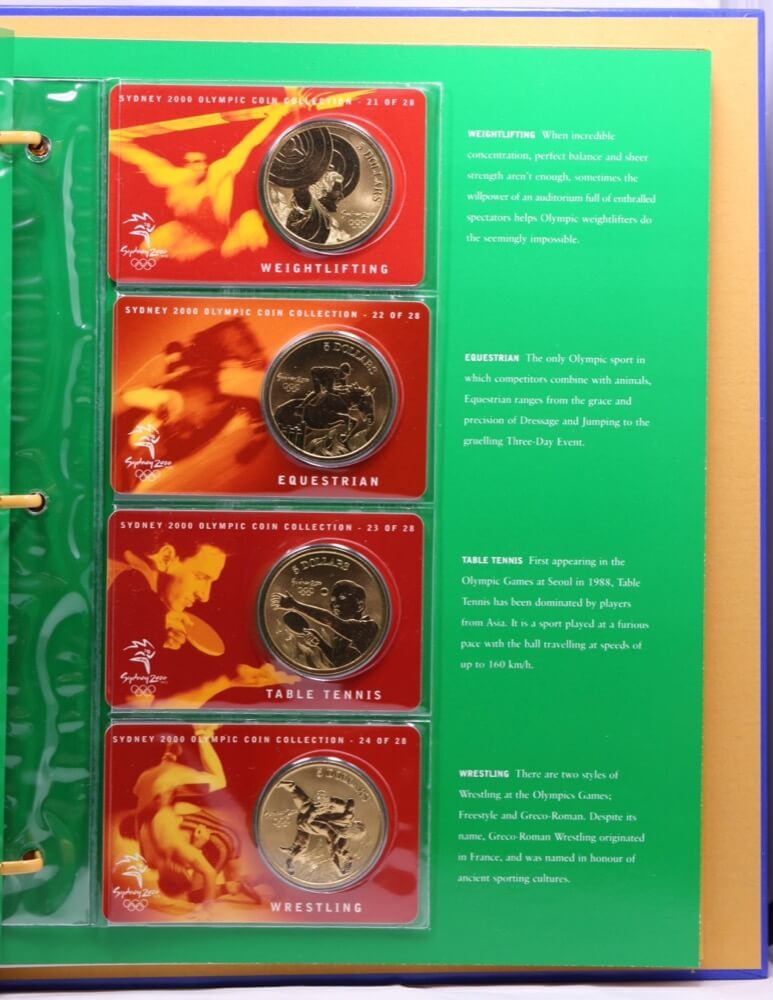 SYDNEY 2000 OLYMPIC COIN COLLECTION - 21 OF 28
5 DOLLARS
Sydney 2000
Sydney 2000
WEIGHTLIFTING
WEIGHTLIFTING When incredible
concentration, perfect balance and sheer
strength aren't enough, sometimes the
willpower of an auditorium full of enthralled
spectators helps Olympic weightlifters do
the seemingly impossible.
SYDNEY 2000 OLYMPIC COIN COLLECTION - 22 OF 28
5 DOLLARS
Sydney 2000
Sydney 2000
EQUESTRIAN
EQUESTRIAN The only Olympic sport in
which competitors combine with animals,
Equestrian ranges from the grace and
precision of Dressage and Jumping to the
gruelling Three-Day Event.
SYDNEY 2000 OLYMPIC COIN COLLECTION - 23 OF 28
5 DOLLARS
Sydney 2000
Sydney 2000
TABLE TENNIS
TABLE TENNIS First appearing in the
Olympic Games at Seoul in 1988, Table
Tennis has been dominated by players
from Asia. It is a sport played at a furious
pace with the ball travelling at speeds of
up to 160 km/h.
SYDNEY 2000 OLYMPIC COIN COLLECTION - 24 OF 28
5 DOLLARS
Sydney 2000
Sydney 2000
WRESTLING
WRESTLING There are two styles of
Wrestling at the Olympics Games;
Freestyle and Greco-Roman. Despite its
name, Greco-Roman Wrestling originated
in France, and was named in honour of
ancient sporting cultures.